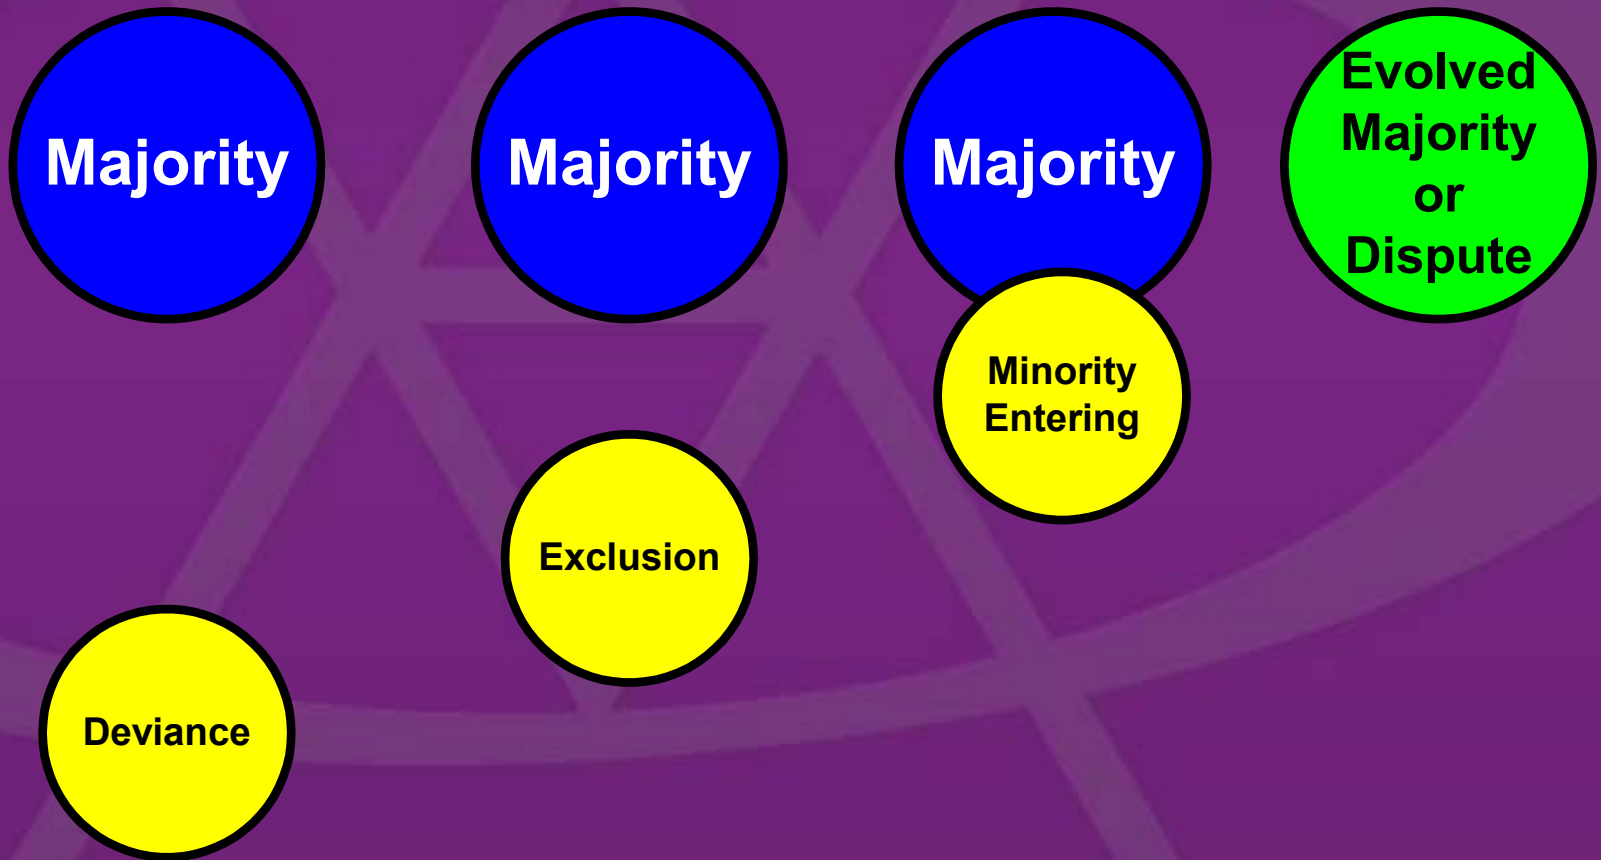 Majority
Majority
Majority
Evolved
Majority
or
Dispute
Minority
Entering
Exclusion
Deviance